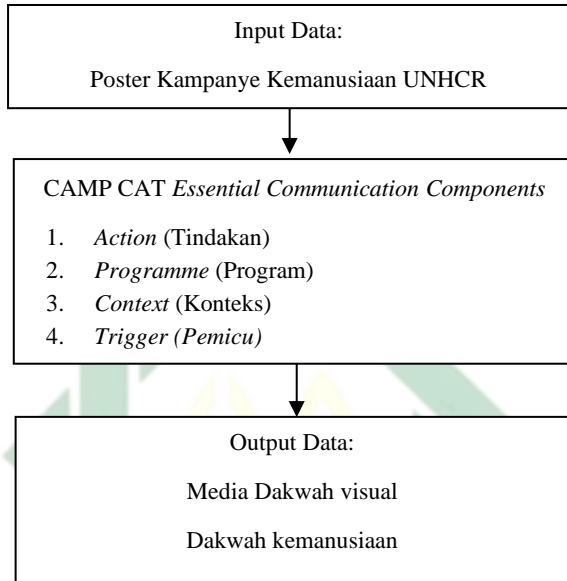 Input Data:
Poster Kampanye Kemanusiaan UNHCR
CAMP CAT Essential Communication Components
1. Action (Tindakan)
2. Programme (Program)
3. Context (Konteks)
4. Trigger (Pemicu)
Output Data:
Media Dakwah visual
Dakwah kemanusiaan